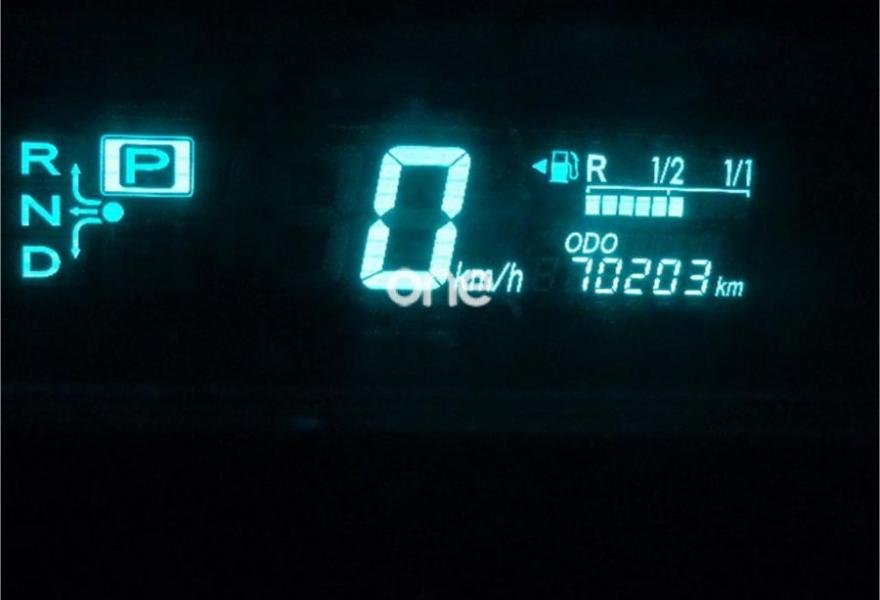 R
N
D
P
0 km/h
R 1/2 1/1
ODO
70203 km
one